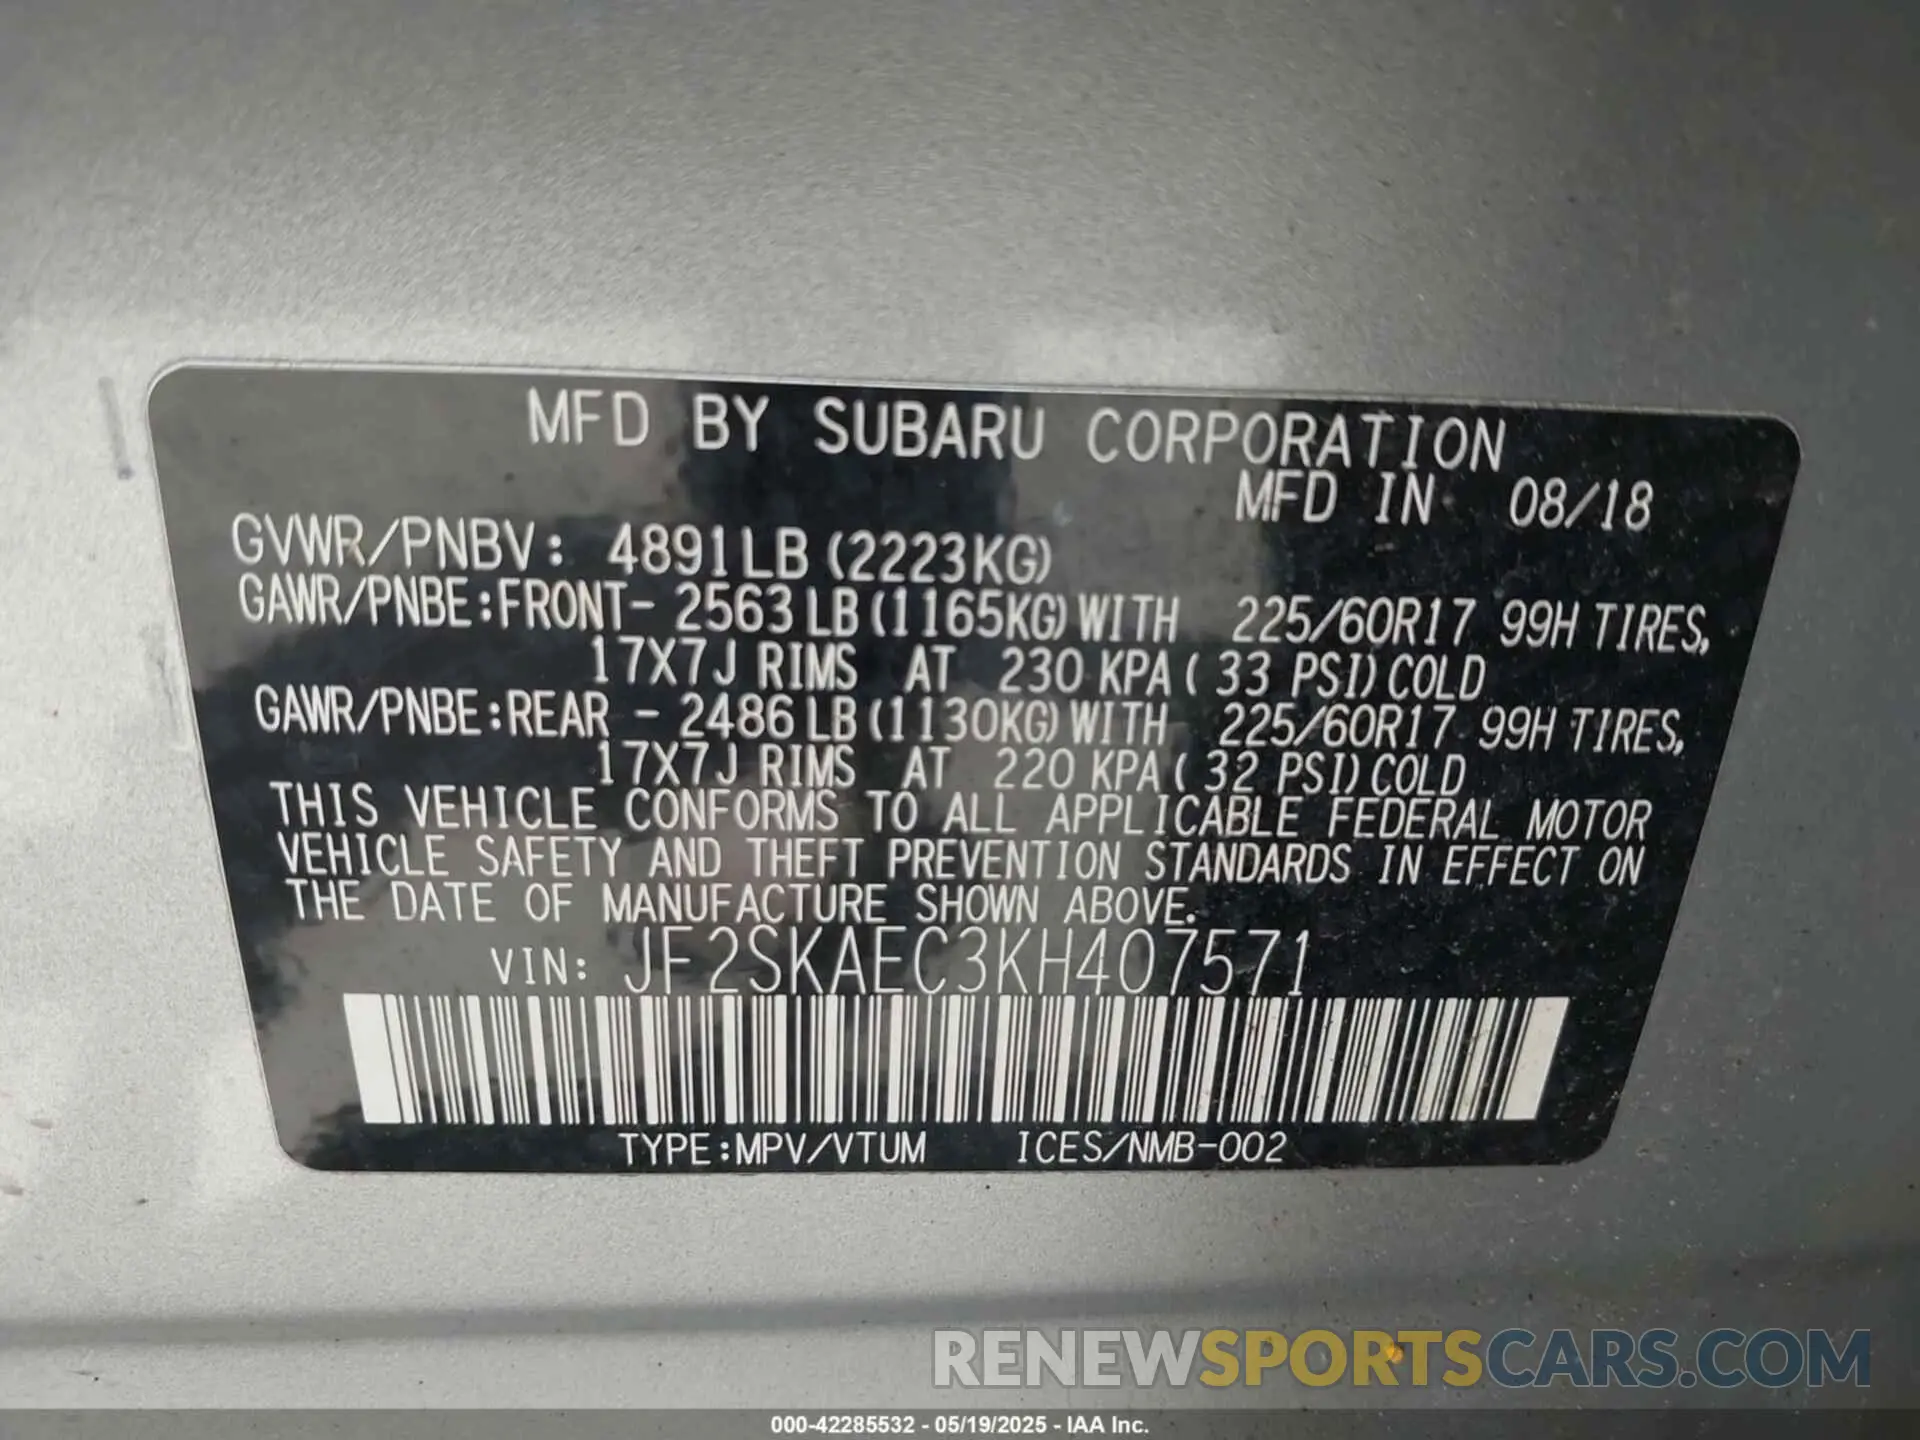 MFD BY SUBARU CORPORATION
MFD IN 08/18
GVWR/PNBV: 4891LB (2223KG)
GAWR/PNBE:FRONT- 2563 LB (1165KG) WITH 225/60R17 99H TIRES,
17X7J RIMS AT 230 KPA ( 33 PSI) COLD
GAWR/PNBE:REAR - 2486 LB (1130KG) WITH 225/60R17 99H TIRES,
17X7J RIMS AT 220 KPA ( 32 PSI) COLD
THIS VEHICLE CONFORMS TO ALL APPLICABLE FEDERAL MOTOR
VEHICLE SAFETY AND THEFT PREVENTION STANDARDS IN EFFECT ON
THE DATE OF MANUFACTURE SHOWN ABOVE.
VIN: JF2SKAEC3KH407571
TYPE:MPV/VTUM ICES/NMB-002
RENEWSPORTSCARS.COM
000-42285532 - 05/19/2025 - IAA Inc.